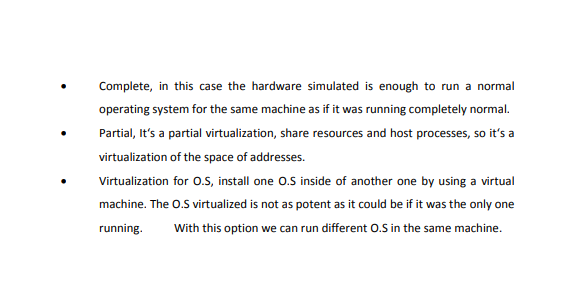 • Complete, in this case the hardware simulated is enough to run a normal
operating system for the same machine as if it was running completely normal.
• Partial, It‘s a partial virtualization, share resources and host processes, so it‘s a
virtualization of the space of addresses.
• Virtualization for O.S, install one O.S inside of another one by using a virtual
machine. The O.S virtualized is not as potent as it could be if it was the only one
running. With this option we can run different O.S in the same machine.